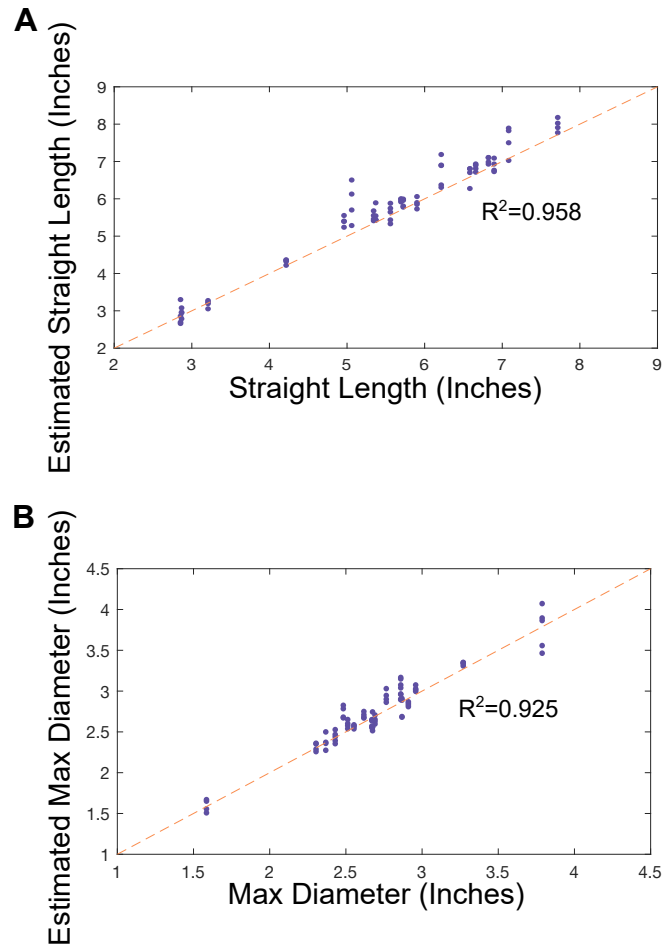 A
Estimated Straight Length (Inches)
9
8
7
6
5
4
3
2
R²=0.958
2 3 4 5 6 7 8 9
Straight Length (Inches)
B
Estimated Max Diameter (Inches)
4.5
4
3.5
3
2.5
2
1.5
1
R²=0.925
1 1.5 2 2.5 3 3.5 4 4.5
Max Diameter (Inches)